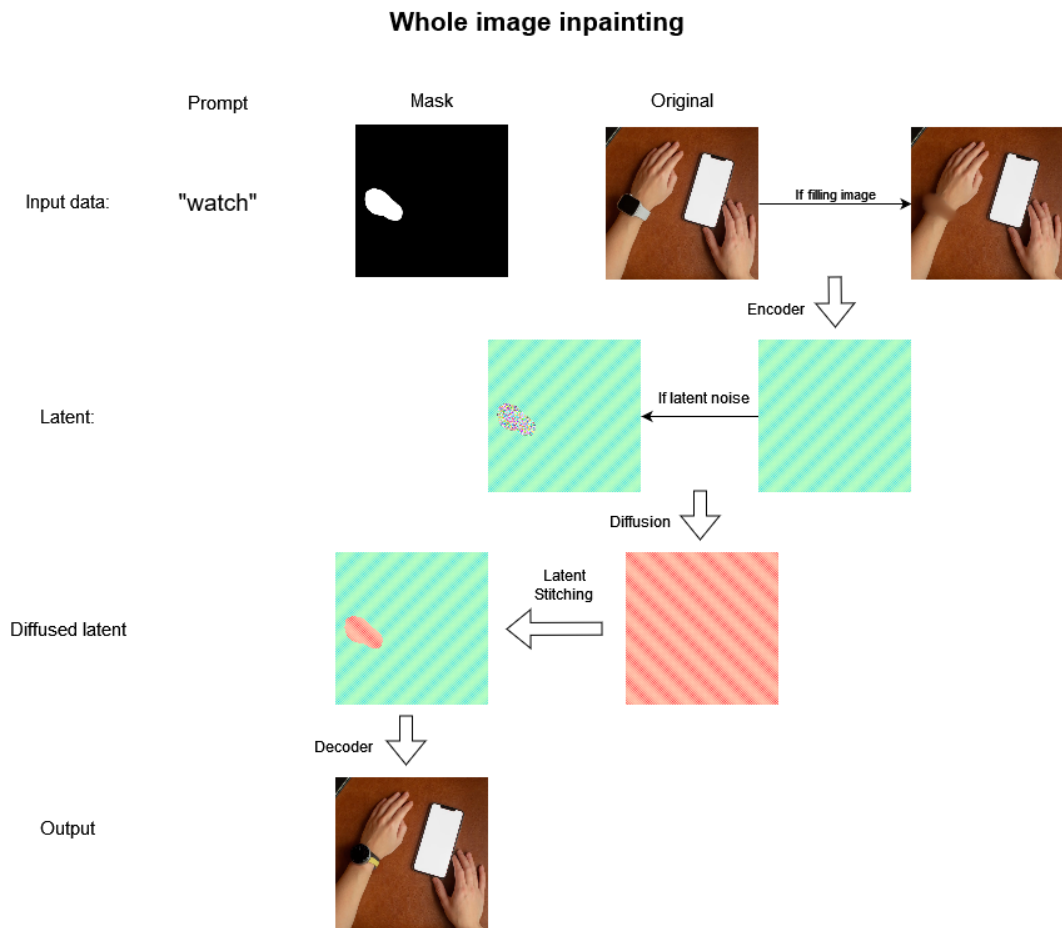 Whole image inpainting
Prompt
Mask
Original
Input data:
"watch"
If filling image
Encoder
Latent:
If latent noise
Diffusion
Diffused latent
Latent
Stitching
Decoder
Output